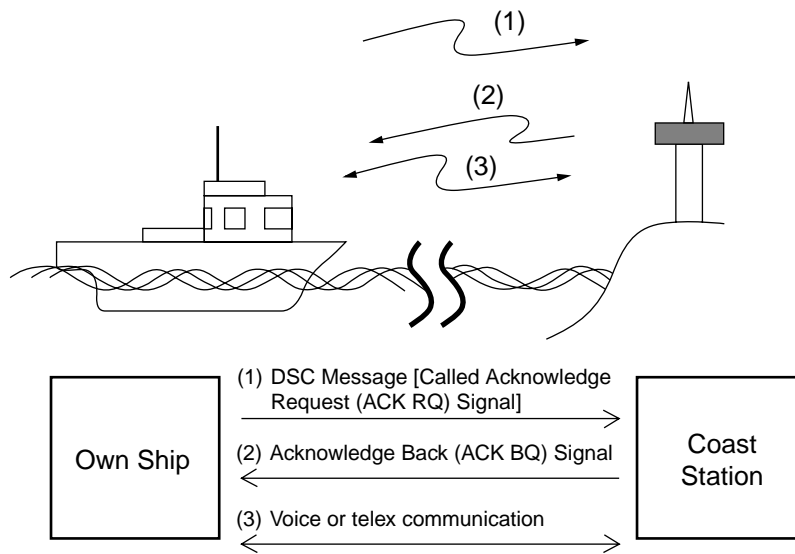 (1)
(2)
(3)
(1) DSC Message [Called Acknowledge
Request (ACK RQ) Signal]
Own Ship
(2) Acknowledge Back (ACK BQ) Signal
Coast
Station
(3) Voice or telex communication